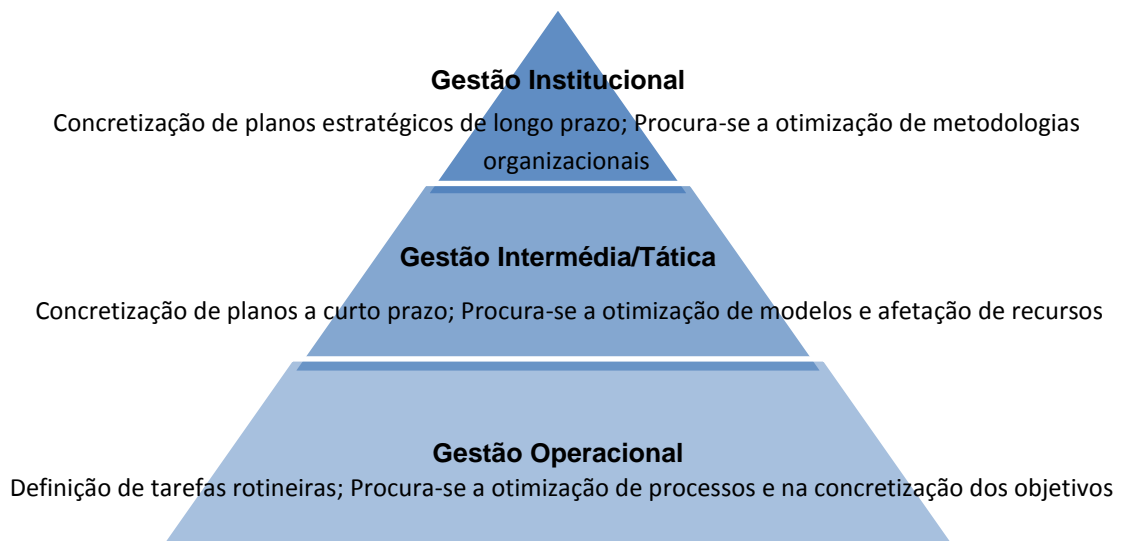 Gestão Institucional
Concretização de planos estratégicos de longo prazo; Procura-se a otimização de metodologias
organizacionais
Gestão Intermédia/Tática
Concretização de planos a curto prazo; Procura-se a otimização de modelos e afetação de recursos
Gestão Operacional
Definição de tarefas rotineiras; Procura-se a otimização de processos e na concretização dos objetivos